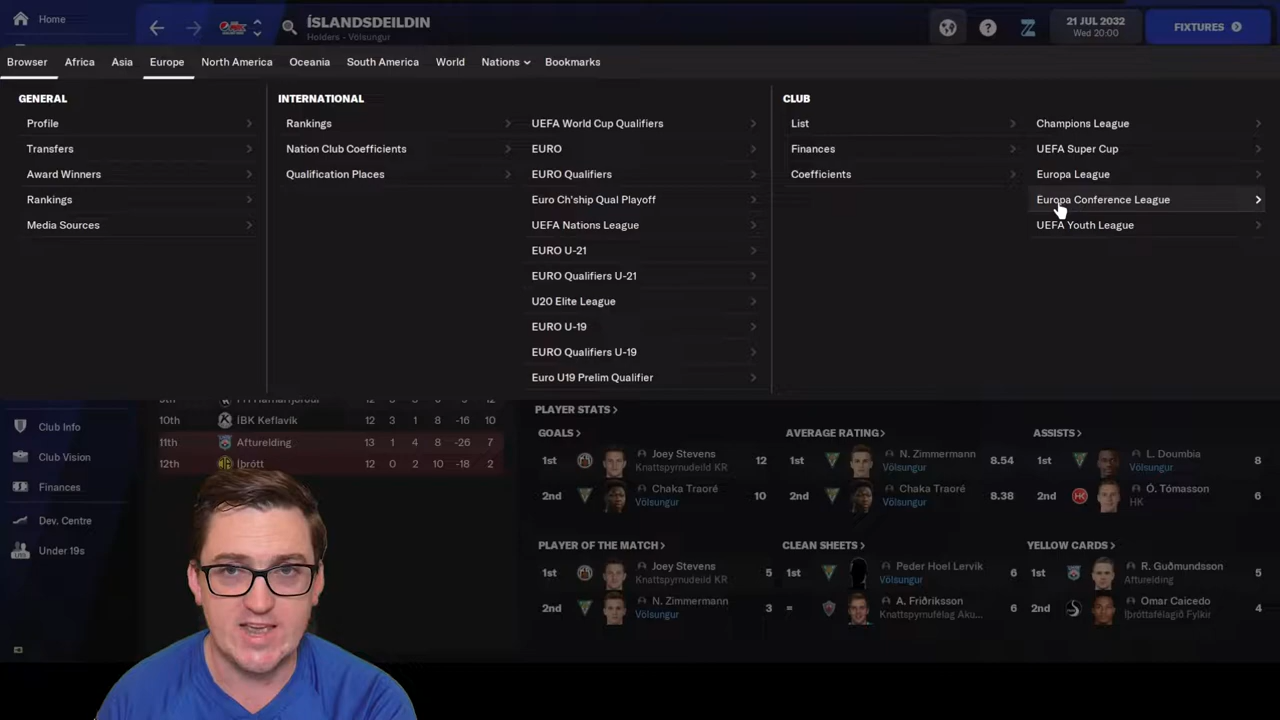 Home
ÍSLANDSDEILDIN
Holders - Völsungur
21 JUL 2032
Wed 20:00
FIXTURES
Browser Africa Asia Europe North America Oceania South America World Nations Bookmarks
GENERAL
Profile
Transfers
Award Winners
Rankings
Media Sources
INTERNATIONAL
Rankings
Nation Club Coefficients
Qualification Places
UEFA World Cup Qualifiers
EURO
EURO Qualifiers
Euro Ch'ship Qual Playoff
UEFA Nations League
EURO U-21
EURO Qualifiers U-21
U20 Elite League
EURO U-19
EURO Qualifiers U-19
Euro U19 Prelim Qualifier
CLUB
List
Finances
Coefficients
Champions League
UEFA Super Cup
Europa League
Europa Conference League
UEFA Youth League
Club Info
Club Vision
Finances
Dev. Centre
Under 19s
10th ÍBK Keflavík 12 3 1 8 -16 10
11th Afturelding 13 1 4 8 -26 7
12th Íþrótt 12 0 2 10 -18 2
PLAYER STATS
GOALS
1st Joey Stevens 12
Knattspyrnudeild KR
2nd Chaka Traoré 10
Völsungur
AVERAGE RATING
1st N. Zimmermann 8.54
Völsungur
2nd Chaka Traoré 8.38
Völsungur
ASSISTS
1st L. Doumbia 8
Völsungur
2nd Ó. Tómasson 6
HK
PLAYER OF THE MATCH
1st Joey Stevens 5
Knattspyrnudeild KR
2nd N. Zimmermann 3
Völsungur
CLEAN SHEETS
1st Peder Hoel Lervik 6
Völsungur
= A. Friðriksson 6
Knattspyrnufélag Aku...
YELLOW CARDS
1st R. Guðmundsson 5
Afturelding
2nd Omar Caicedo 4
Íþróttafélagið Fylkir